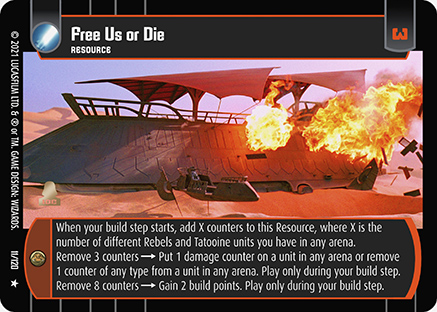 Free Us or Die
RESOURCE
When your build step starts, add X counters to this Resource, where X is the
number of different Rebels and Tatooine units you have in any arena.
Remove 3 counters → Put 1 damage counter on a unit in any arena or remove
1 counter of any type from a unit in any arena. Play only during your build step.
Remove 8 counters → Gain 2 build points. Play only during your build step.
© 2021 LUCASFILM LTD. & ® or TM. GAME DESIGN: WIZARDS.